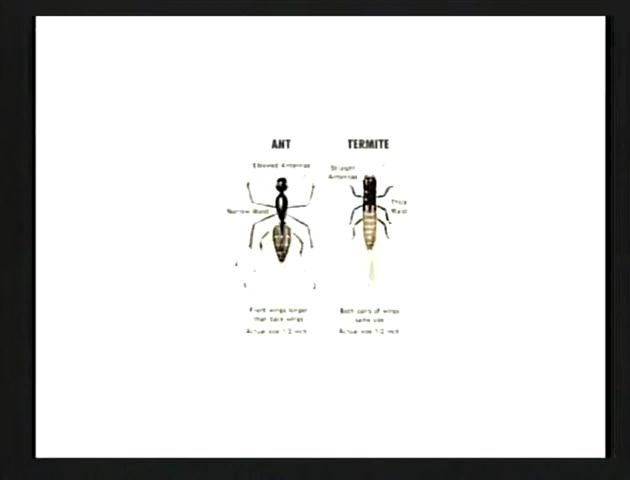 ANT
TERMITE
Elbowed Antennae
Straight
Antennae
Narrow Waist
Thick
Waist
Front wings longer
than back wings
Actual size 1/2 inch
Both pairs of wings
same size
Actual size 1/2 inch